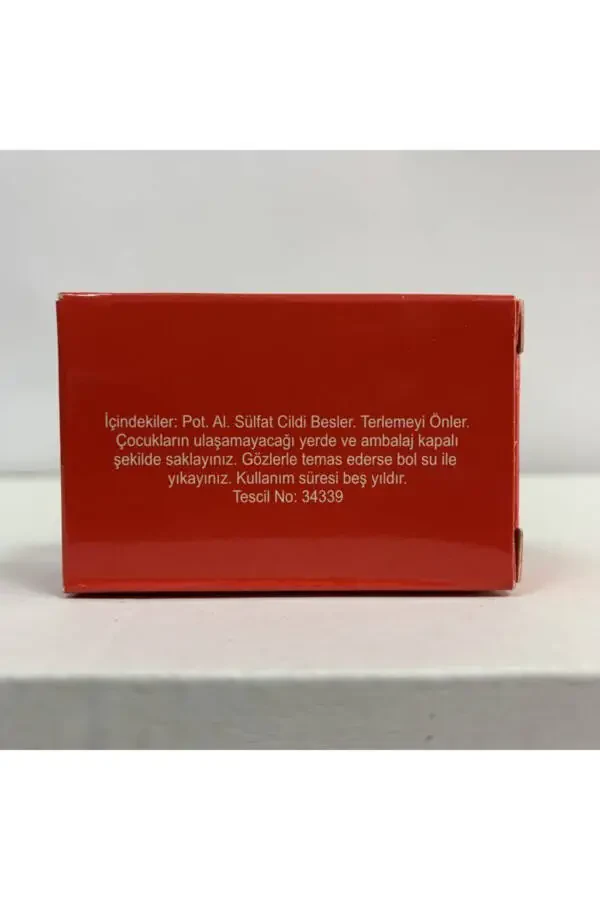 İçindekiler: Pot. Al. Sülfat Cildi Besler. Terlemeyi Önler.
Çocukların ulaşamayacağı yerde ve ambalaj kapalı
şekilde saklayınız. Gözlerle temas ederse bol su ile
yıkayınız. Kullanım süresi beş yıldır.
Tescil No: 34339